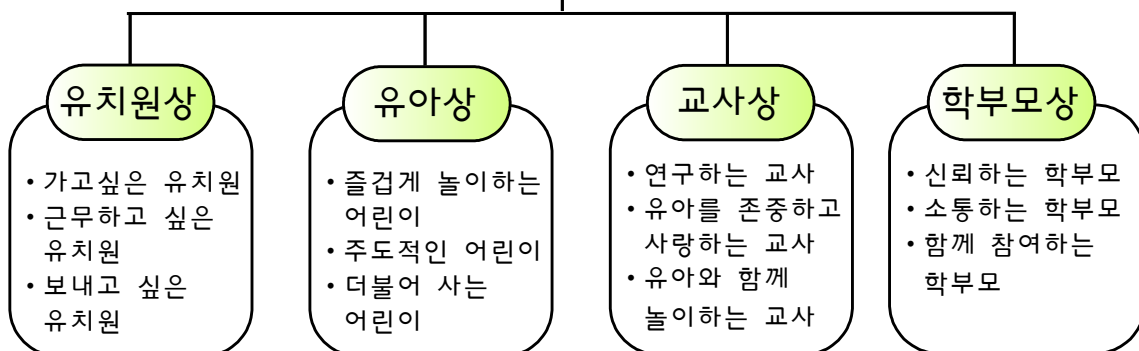 유치원상
• 가고싶은 유치원
• 근무하고 싶은
유치원
• 보내고 싶은
유치원
유아상
• 즐겁게 놀이하는
어린이
• 주도적인 어린이
• 더불어 사는
어린이
교사상
• 연구하는 교사
• 유아를 존중하고
사랑하는 교사
• 유아와 함께
놀이하는 교사
학부모상
• 신뢰하는 학부모
• 소통하는 학부모
• 함께 참여하는
학부모